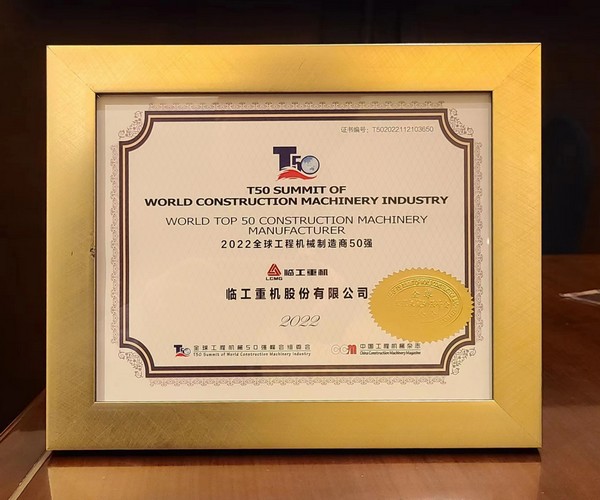 证书编号：T502022112103650
T50
T50 SUMMIT OF
WORLD CONSTRUCTION MACHINERY INDUSTRY
WORLD TOP 50 CONSTRUCTION MACHINERY
MANUFACTURER
2022全球工程机械制造商50强
LGMG 临工重机
临工重机股份有限公司
2022
T50 全球工程机械50强峰会组委会
T50 Summit of World Construction Machinery Industry
CCM 中国工程机械杂志
China Construction Machinery Magazine